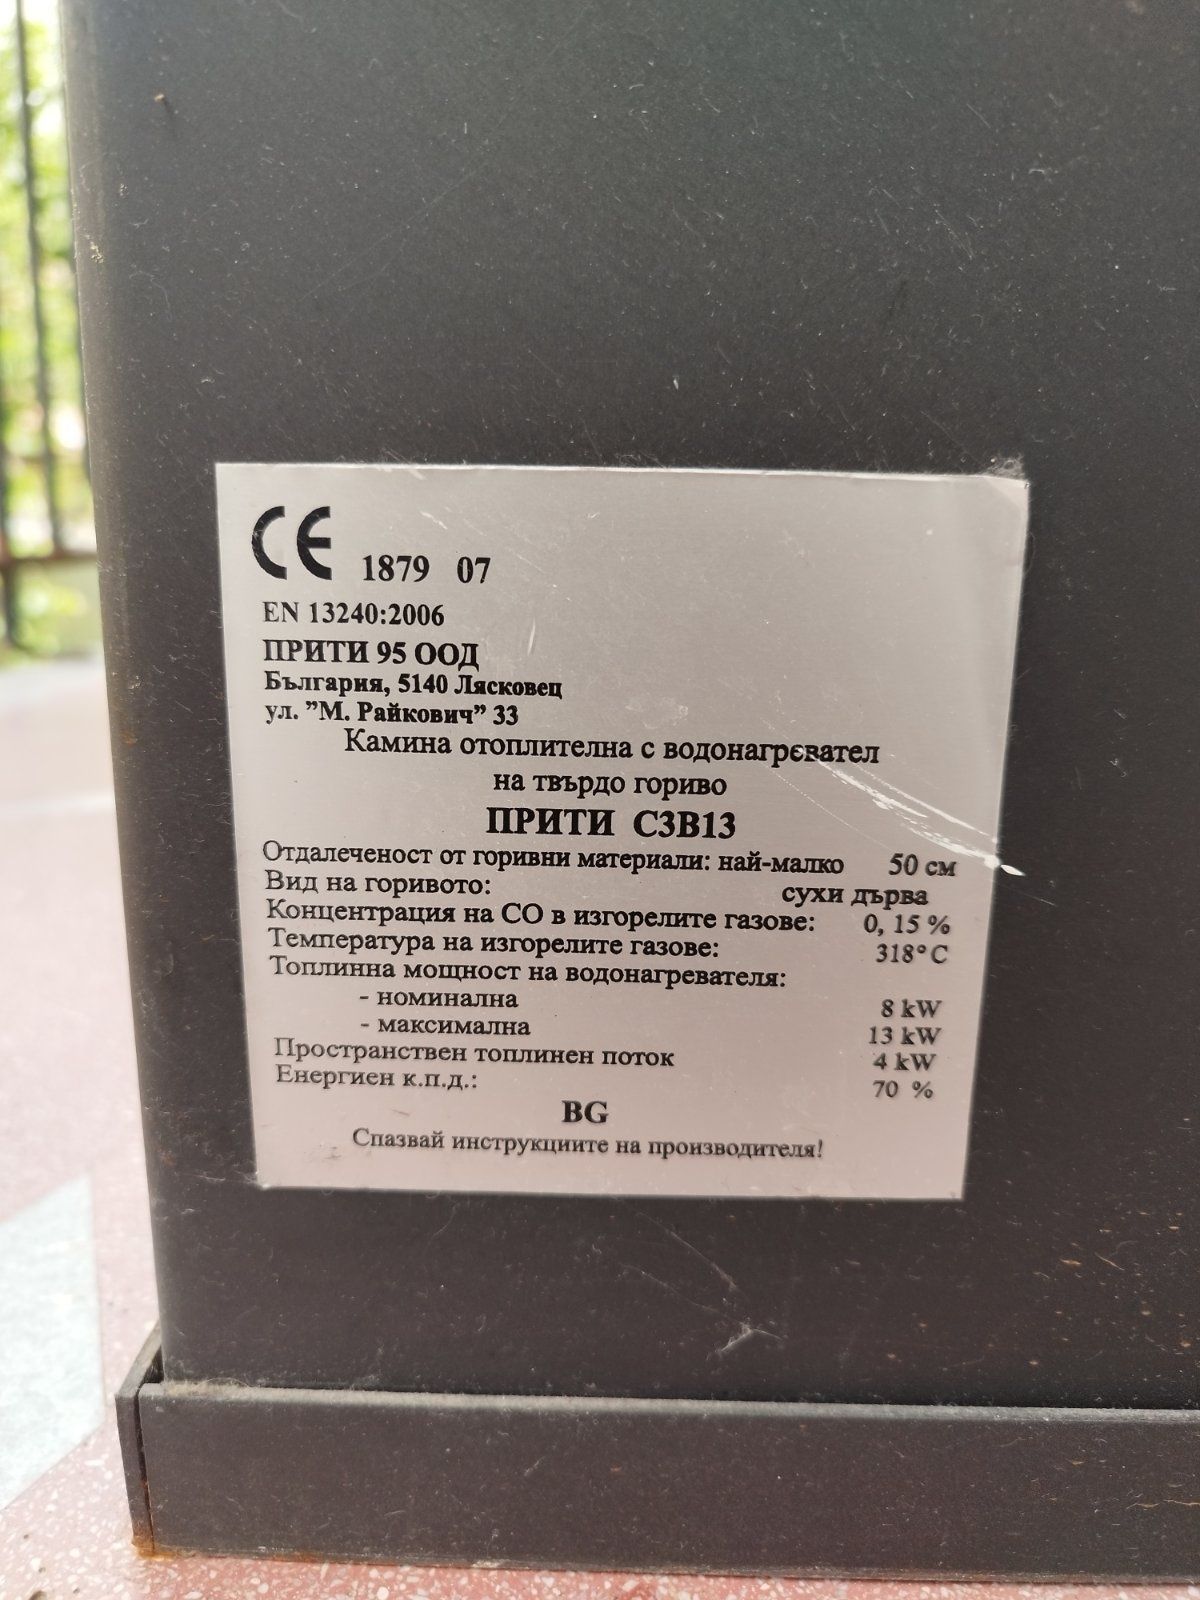 CE 1879 07
EN 13240:2006
ПРИТИ 95 ООД
България, 5140 Лясковец
ул. ”М. Райкович” 33
Камина отоплителна с водонагревател
на твърдо гориво
ПРИТИ С3В13
Отдалеченост от горивни материали: най-малко 50 см
Вид на горивото: сухи дърва
Концентрация на СО в изгорелите газове: 0, 15 %
Температура на изгорелите газове: 318°С
Топлинна мощност на водонагревателя:
- номинална 8 kW
- максимална 13 kW
Пространствен топлинен поток 4 kW
Енергиен к.п.д.: 70 %
BG
Спазвай инструкциите на производителя!